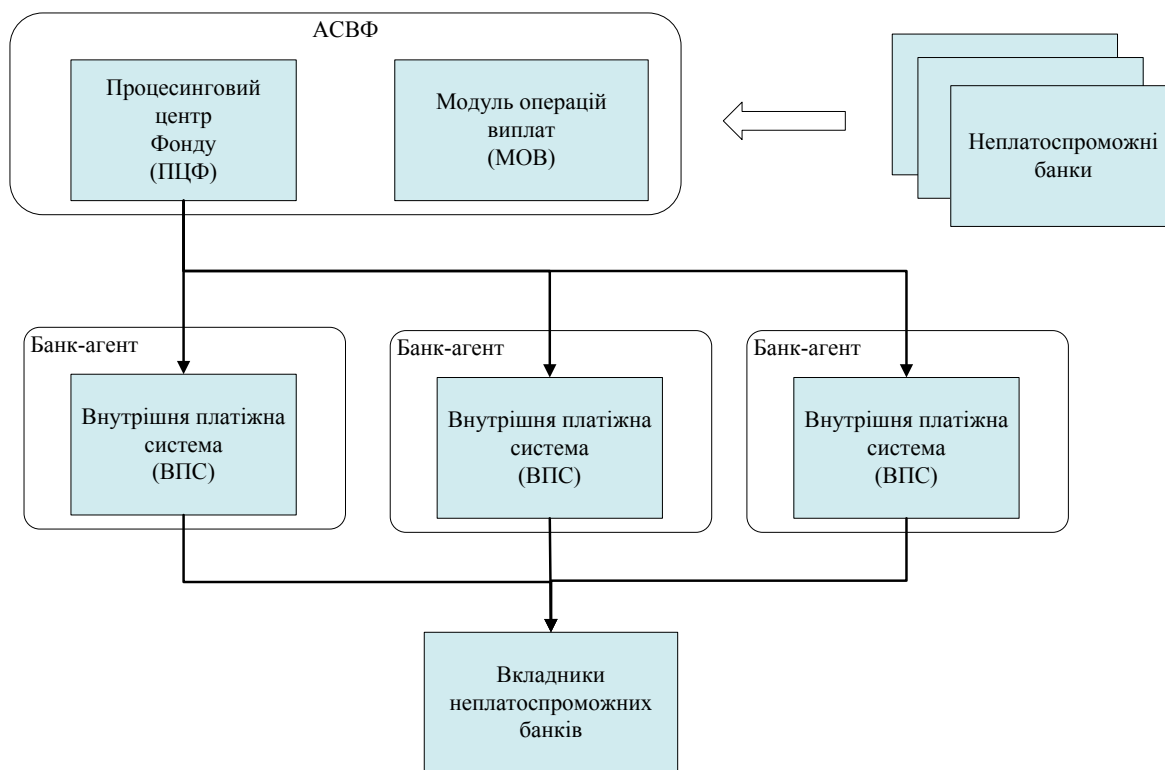 АСВФ
Процесинговий
центр
Фонду
(ПЦФ)
Модуль операцій
виплат
(МОВ)
Неплатоспроможні
банки
Банк-агент
Внутрішня платіжна
система
(ВПС)
Банк-агент
Внутрішня платіжна
система
(ВПС)
Банк-агент
Внутрішня платіжна
система
(ВПС)
Вкладники
неплатоспроможних
банків